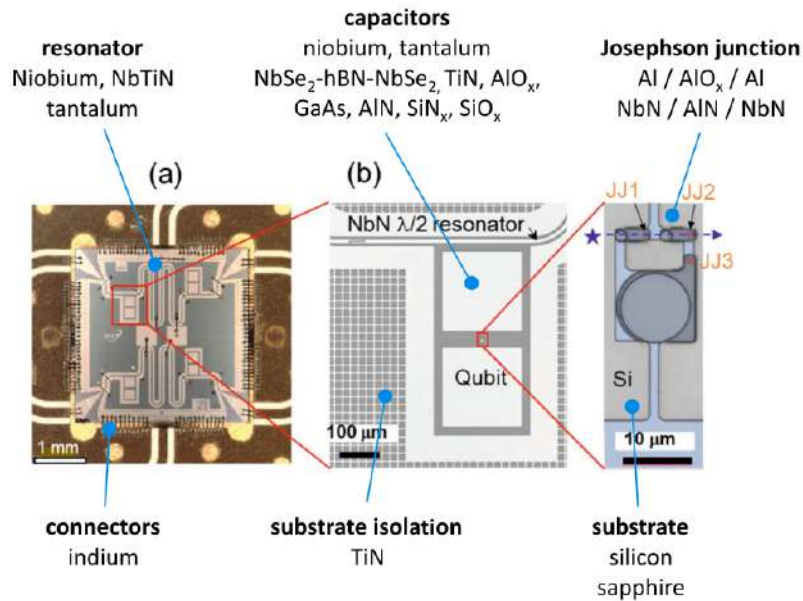 capacitors
niobium, tantalum
NbSe₂-hBN-NbSe₂, TiN, AlOₓ,
GaAs, AlN, SiNₓ, SiOₓ
resonator
Niobium, NbTiN
tantalum
Josephson junction
Al / AlOₓ / Al
NbN / AlN / NbN
(a)
1 mm
(b)
NbN λ/2 resonator
Qubit
100 μm
JJ1
JJ2
JJ3
Si
10 μm
connectors
indium
substrate isolation
TiN
substrate
silicon
sapphire